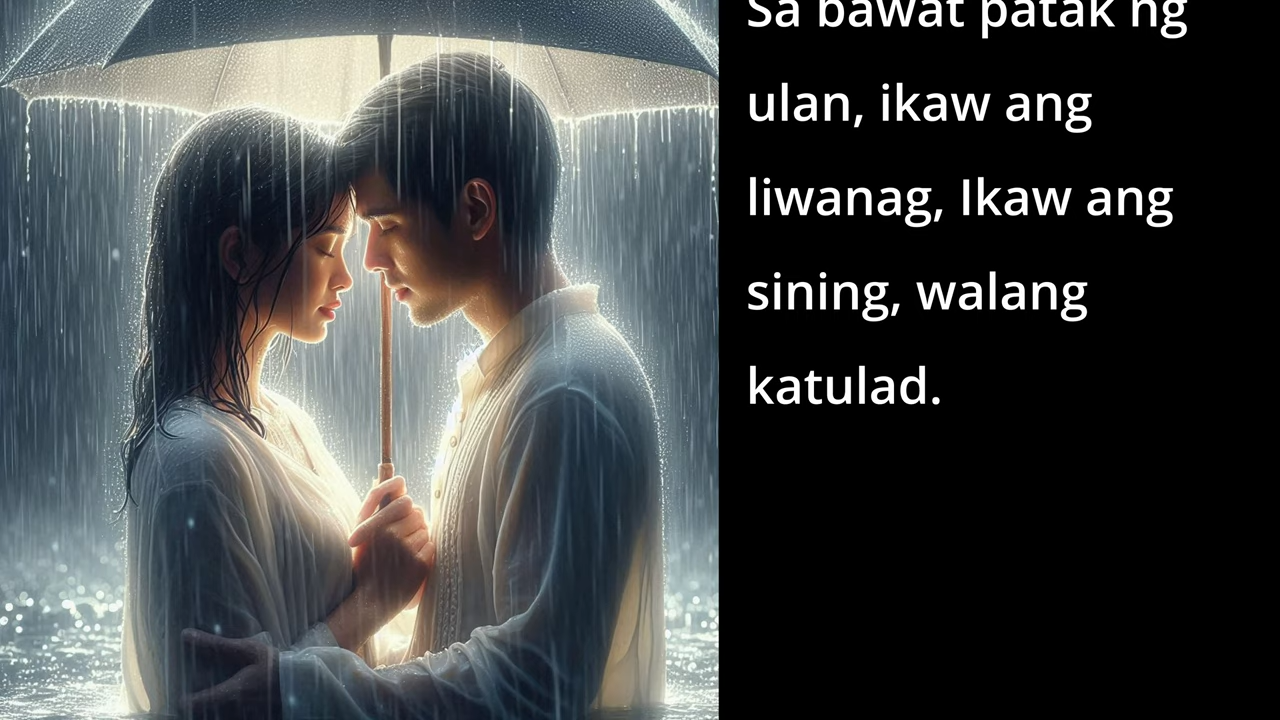 Sa bawat patak ng
ulan, ikaw ang
liwanag, Ikaw ang
sining, walang
katulad.